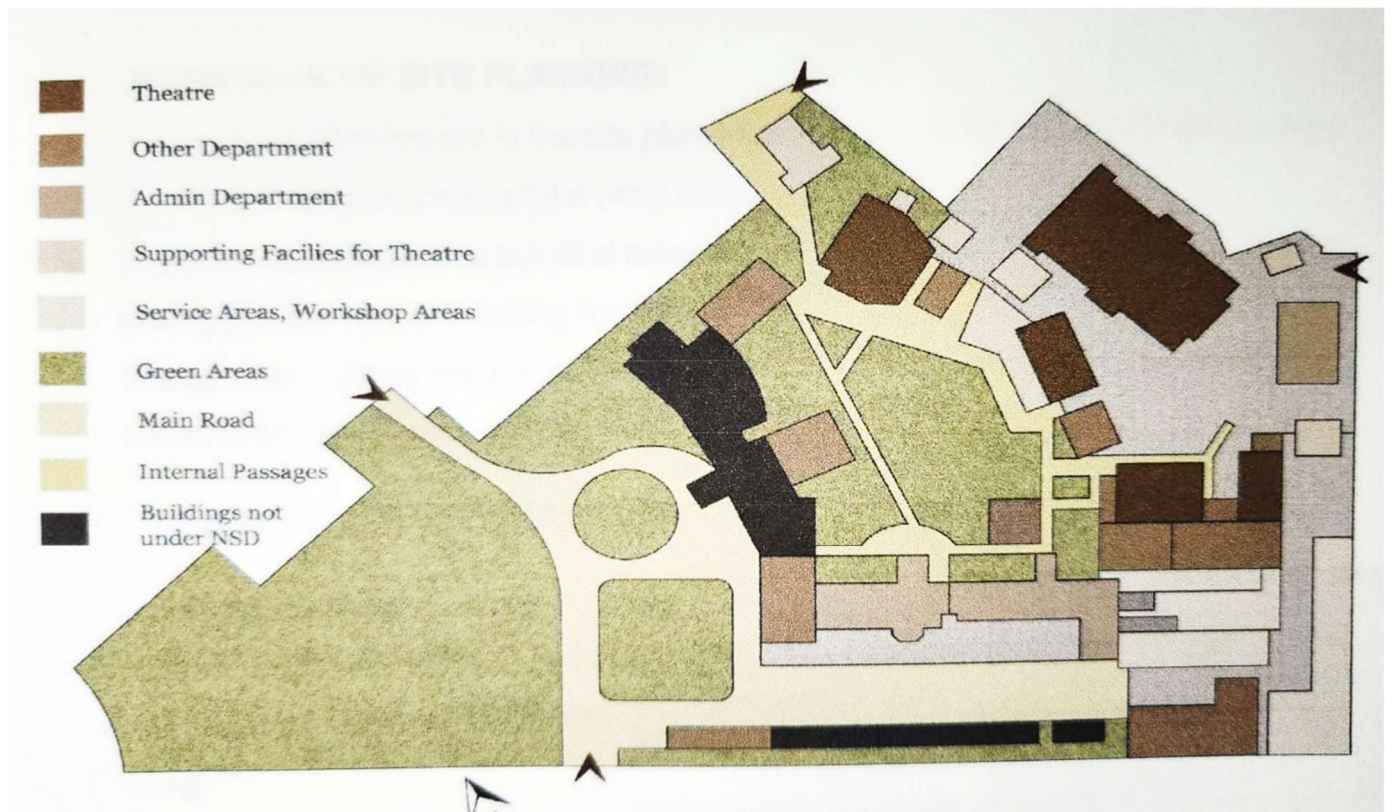 Theatre
Other Department
Admin Department
Supporting Facilies for Theatre
Service Areas, Workshop Areas
Green Areas
Main Road
Internal Passages
Buildings not
under NSD